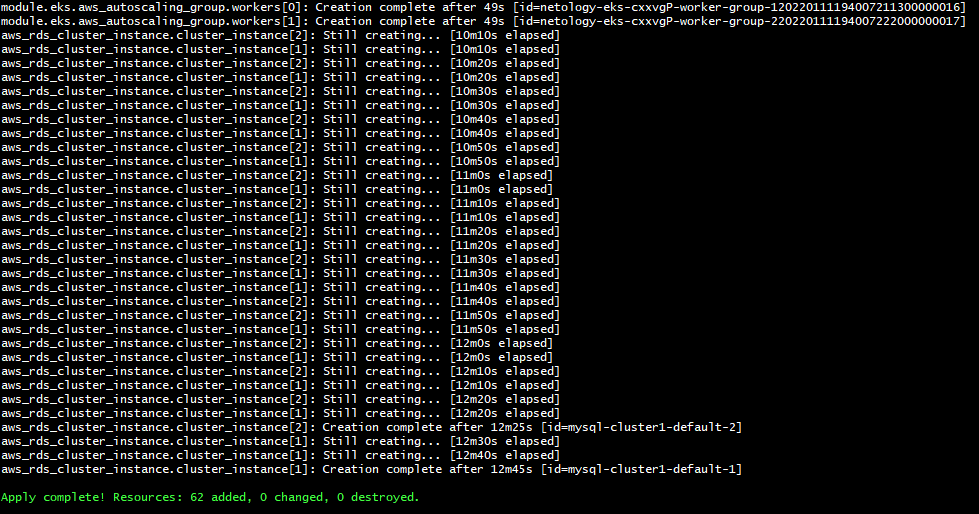 module.eks.aws_autoscaling_group.workers[0]: Creation complete after 49s [id=netology-eks-cxxvgP-worker-group-120220111194007211300000016]
module.eks.aws_autoscaling_group.workers[1]: Creation complete after 49s [id=netology-eks-cxxvgP-worker-group-220220111194007222000000017]
aws_rds_cluster_instance.cluster_instance[2]: Still creating... [10m10s elapsed]
aws_rds_cluster_instance.cluster_instance[1]: Still creating... [10m10s elapsed]
aws_rds_cluster_instance.cluster_instance[2]: Still creating... [10m20s elapsed]
aws_rds_cluster_instance.cluster_instance[1]: Still creating... [10m20s elapsed]
aws_rds_cluster_instance.cluster_instance[2]: Still creating... [10m30s elapsed]
aws_rds_cluster_instance.cluster_instance[1]: Still creating... [10m30s elapsed]
aws_rds_cluster_instance.cluster_instance[2]: Still creating... [10m40s elapsed]
aws_rds_cluster_instance.cluster_instance[1]: Still creating... [10m40s elapsed]
aws_rds_cluster_instance.cluster_instance[2]: Still creating... [10m50s elapsed]
aws_rds_cluster_instance.cluster_instance[1]: Still creating... [10m50s elapsed]
aws_rds_cluster_instance.cluster_instance[2]: Still creating... [11m0s elapsed]
aws_rds_cluster_instance.cluster_instance[1]: Still creating... [11m0s elapsed]
aws_rds_cluster_instance.cluster_instance[2]: Still creating... [11m10s elapsed]
aws_rds_cluster_instance.cluster_instance[1]: Still creating... [11m10s elapsed]
aws_rds_cluster_instance.cluster_instance[2]: Still creating... [11m20s elapsed]
aws_rds_cluster_instance.cluster_instance[1]: Still creating... [11m20s elapsed]
aws_rds_cluster_instance.cluster_instance[2]: Still creating... [11m30s elapsed]
aws_rds_cluster_instance.cluster_instance[1]: Still creating... [11m30s elapsed]
aws_rds_cluster_instance.cluster_instance[1]: Still creating... [11m40s elapsed]
aws_rds_cluster_instance.cluster_instance[2]: Still creating... [11m40s elapsed]
aws_rds_cluster_instance.cluster_instance[2]: Still creating... [11m50s elapsed]
aws_rds_cluster_instance.cluster_instance[1]: Still creating... [11m50s elapsed]
aws_rds_cluster_instance.cluster_instance[2]: Still creating... [12m0s elapsed]
aws_rds_cluster_instance.cluster_instance[1]: Still creating... [12m0s elapsed]
aws_rds_cluster_instance.cluster_instance[2]: Still creating... [12m10s elapsed]
aws_rds_cluster_instance.cluster_instance[1]: Still creating... [12m10s elapsed]
aws_rds_cluster_instance.cluster_instance[2]: Still creating... [12m20s elapsed]
aws_rds_cluster_instance.cluster_instance[1]: Still creating... [12m20s elapsed]
aws_rds_cluster_instance.cluster_instance[2]: Creation complete after 12m25s [id=mysql-cluster1-default-2]
aws_rds_cluster_instance.cluster_instance[1]: Still creating... [12m30s elapsed]
aws_rds_cluster_instance.cluster_instance[1]: Still creating... [12m40s elapsed]
aws_rds_cluster_instance.cluster_instance[1]: Creation complete after 12m45s [id=mysql-cluster1-default-1]
Apply complete! Resources: 62 added, 0 changed, 0 destroyed.